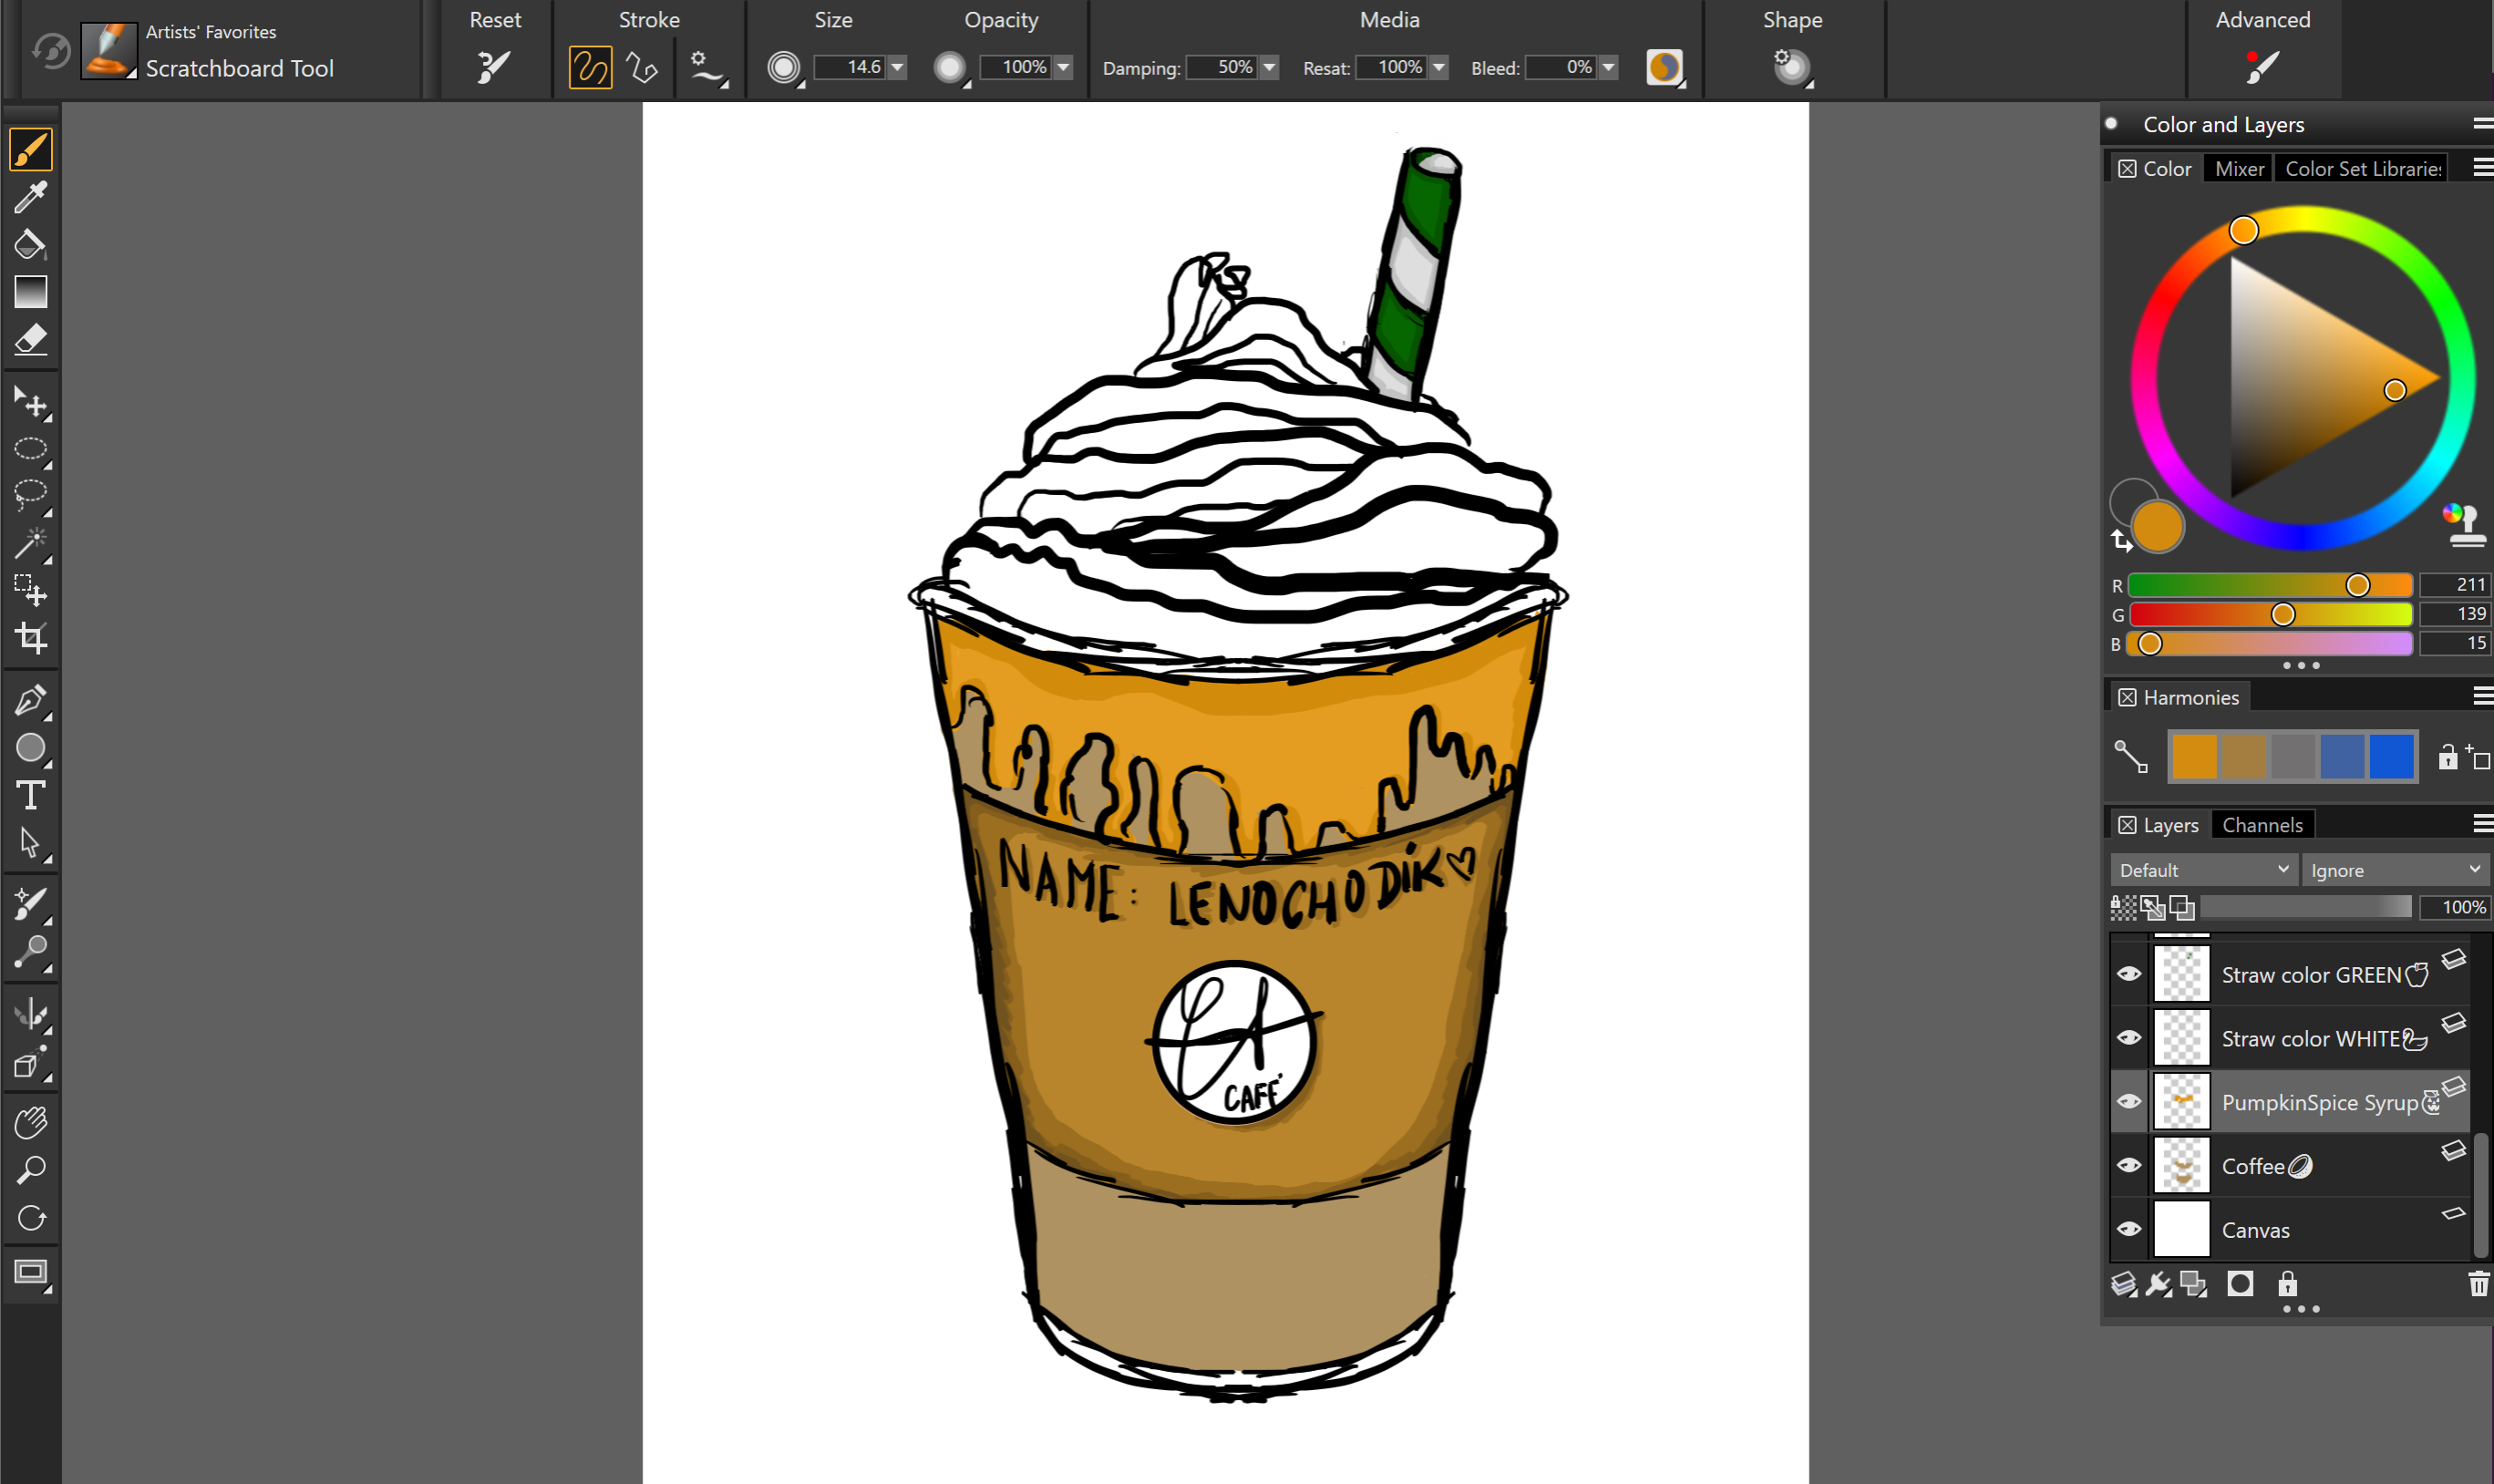 Artists' Favorites
Scratchboard Tool
Reset
Stroke
Size
14.6
Opacity
100%
Media
Damping: 50%
Resat: 100%
Bleed: 0%
Shape
Advanced
Color and Layers
Color
Mixer
Color Set Libraries
R 211
G 139
B 15
Harmonies
Layers
Channels
Default
Ignore
100%
Straw color GREEN
Straw color WHITE
PumpkinSpice Syrup
Coffee
Canvas
NAME: LENOCHODÍK
CAFÉ